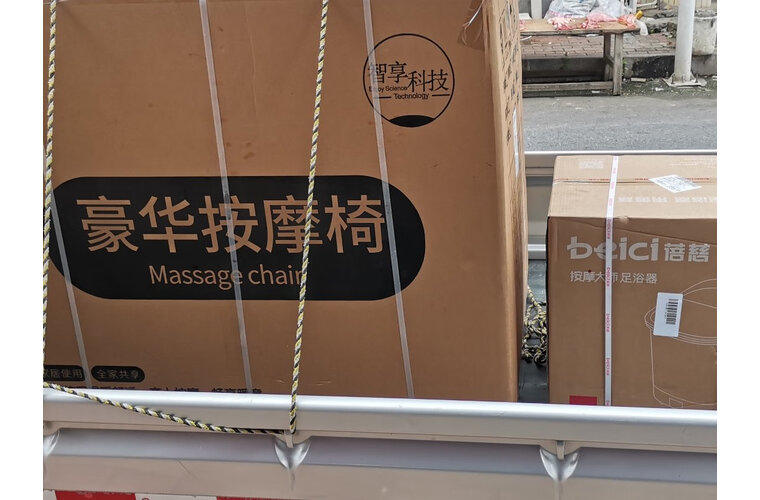 智享科技
Enjoy Science
Technology
豪华按摩椅
Massage chair
家居使用
全家共享
beici 蓓慈
按摩大师 足浴器